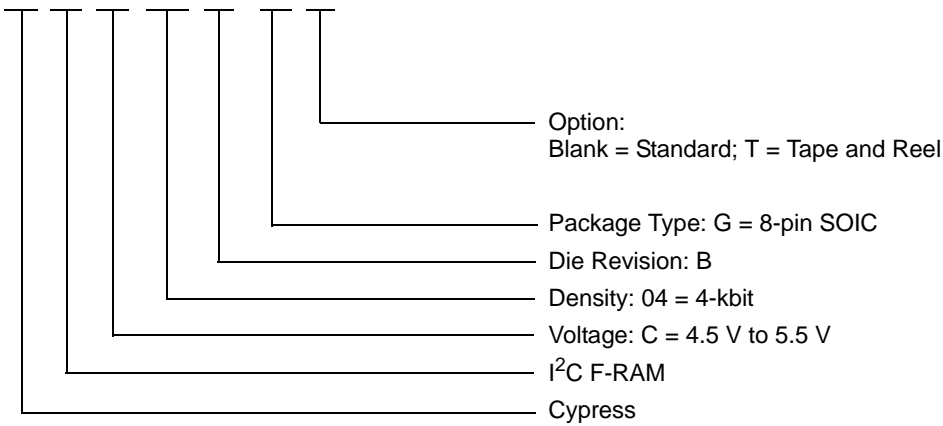 Option:
Blank = Standard; T = Tape and Reel
Package Type: G = 8-pin SOIC
Die Revision: B
Density: 04 = 4-kbit
Voltage: C = 4.5 V to 5.5 V
I²C F-RAM
Cypress